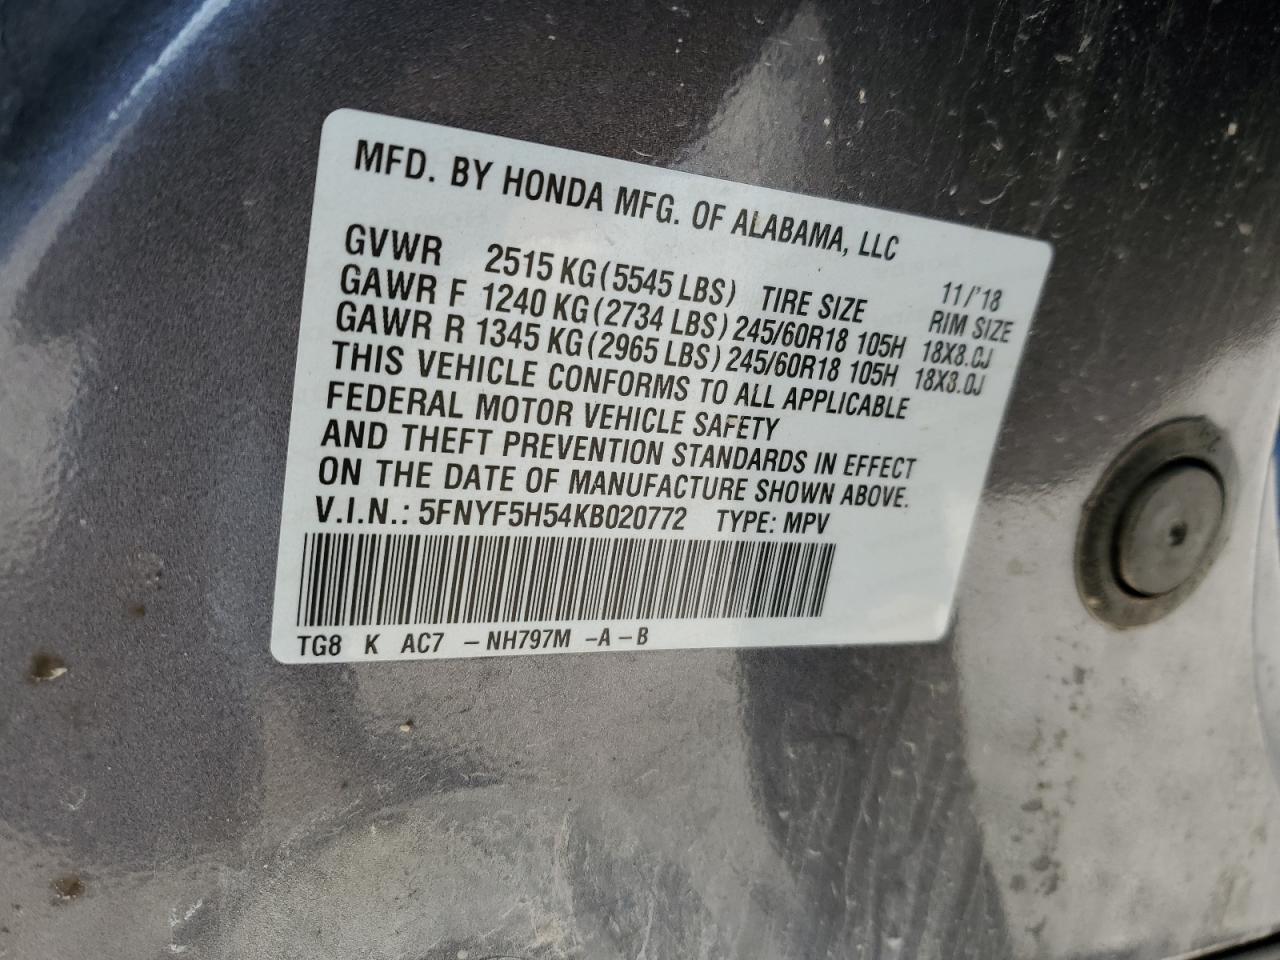 MFD. BY HONDA MFG. OF ALABAMA, LLC
11/'18
GVWR 2515 KG (5545 LBS) TIRE SIZE RIM SIZE
GAWR F 1240 KG (2734 LBS) 245/60R18 105H 18X8.0J
GAWR R 1345 KG (2965 LBS) 245/60R18 105H 18X8.0J
THIS VEHICLE CONFORMS TO ALL APPLICABLE
FEDERAL MOTOR VEHICLE SAFETY
AND THEFT PREVENTION STANDARDS IN EFFECT
ON THE DATE OF MANUFACTURE SHOWN ABOVE.
V.I.N.: 5FNYF5H54KB020772 TYPE: MPV
TG8 K AC7 – NH797M – A – B